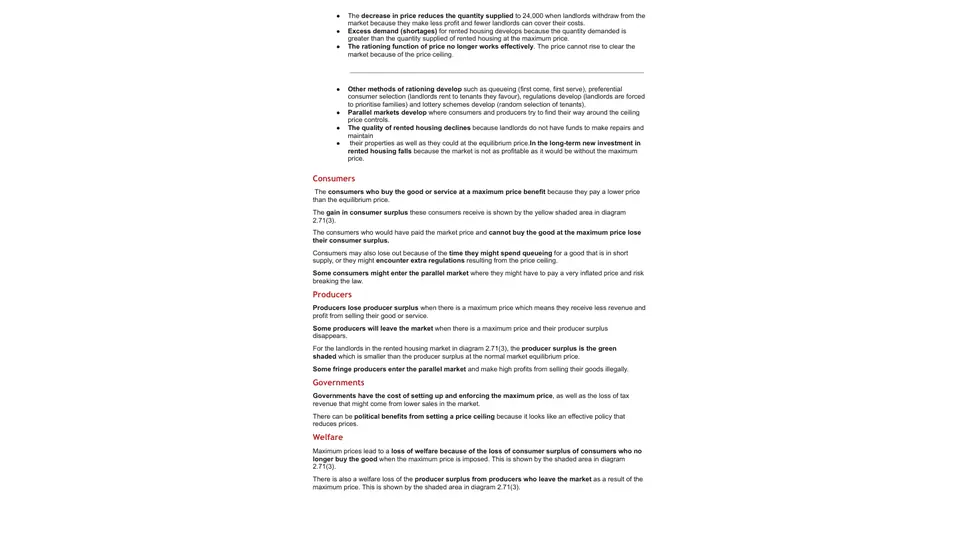 ● The decrease in price reduces the quantity supplied to 24,000 when landlords withdraw from the
market because they make less profit and fewer landlords can cover their costs.
● Excess demand (shortages) for rented housing develops because the quantity demanded is
greater than the quantity supplied of rented housing at the maximum price.
● The rationing function of price no longer works effectively. The price cannot rise to clear the
market because of the price ceiling.
● Other methods of rationing develop such as queueing (first come, first serve), preferential
consumer selection (landlords rent to tenants they favour), regulations develop (landlords are forced
to prioritise families) and lottery schemes develop (random selection of tenants).
● Parallel markets develop where consumers and producers try to find their way around the ceiling
price controls.
● The quality of rented housing declines because landlords do not have funds to make repairs and
maintain
● their properties as well as they could at the equilibrium price.In the long-term new investment in
rented housing falls because the market is not as profitable as it would be without the maximum
price.
Consumers
The consumers who buy the good or service at a maximum price benefit because they pay a lower price
than the equilibrium price.
The gain in consumer surplus these consumers receive is shown by the yellow shaded area in diagram
2.71(3).
The consumers who would have paid the market price and cannot buy the good at the maximum price lose
their consumer surplus.
Consumers may also lose out because of the time they might spend queueing for a good that is in short
supply, or they might encounter extra regulations resulting from the price ceiling.
Some consumers might enter the parallel market where they might have to pay a very inflated price and risk
breaking the law.
Producers
Producers lose producer surplus when there is a maximum price which means they receive less revenue and
profit from selling their good or service.
Some producers will leave the market when there is a maximum price and their producer surplus
disappears.
For the landlords in the rented housing market in diagram 2.71(3), the producer surplus is the green
shaded which is smaller than the producer surplus at the normal market equilibrium price.
Some fringe producers enter the parallel market and make high profits from selling their goods illegally.
Governments
Governments have the cost of setting up and enforcing the maximum price, as well as the loss of tax
revenue that might come from lower sales in the market.
There can be political benefits from setting a price ceiling because it looks like an effective policy that
reduces prices.
Welfare
Maximum prices lead to a loss of welfare because of the loss of consumer surplus of consumers who no
longer buy the good when the maximum price is imposed. This is shown by the shaded area in diagram
2.71(3).
There is also a welfare loss of the producer surplus from producers who leave the market as a result of the
maximum price. This is shown by the shaded area in diagram 2.71(3).